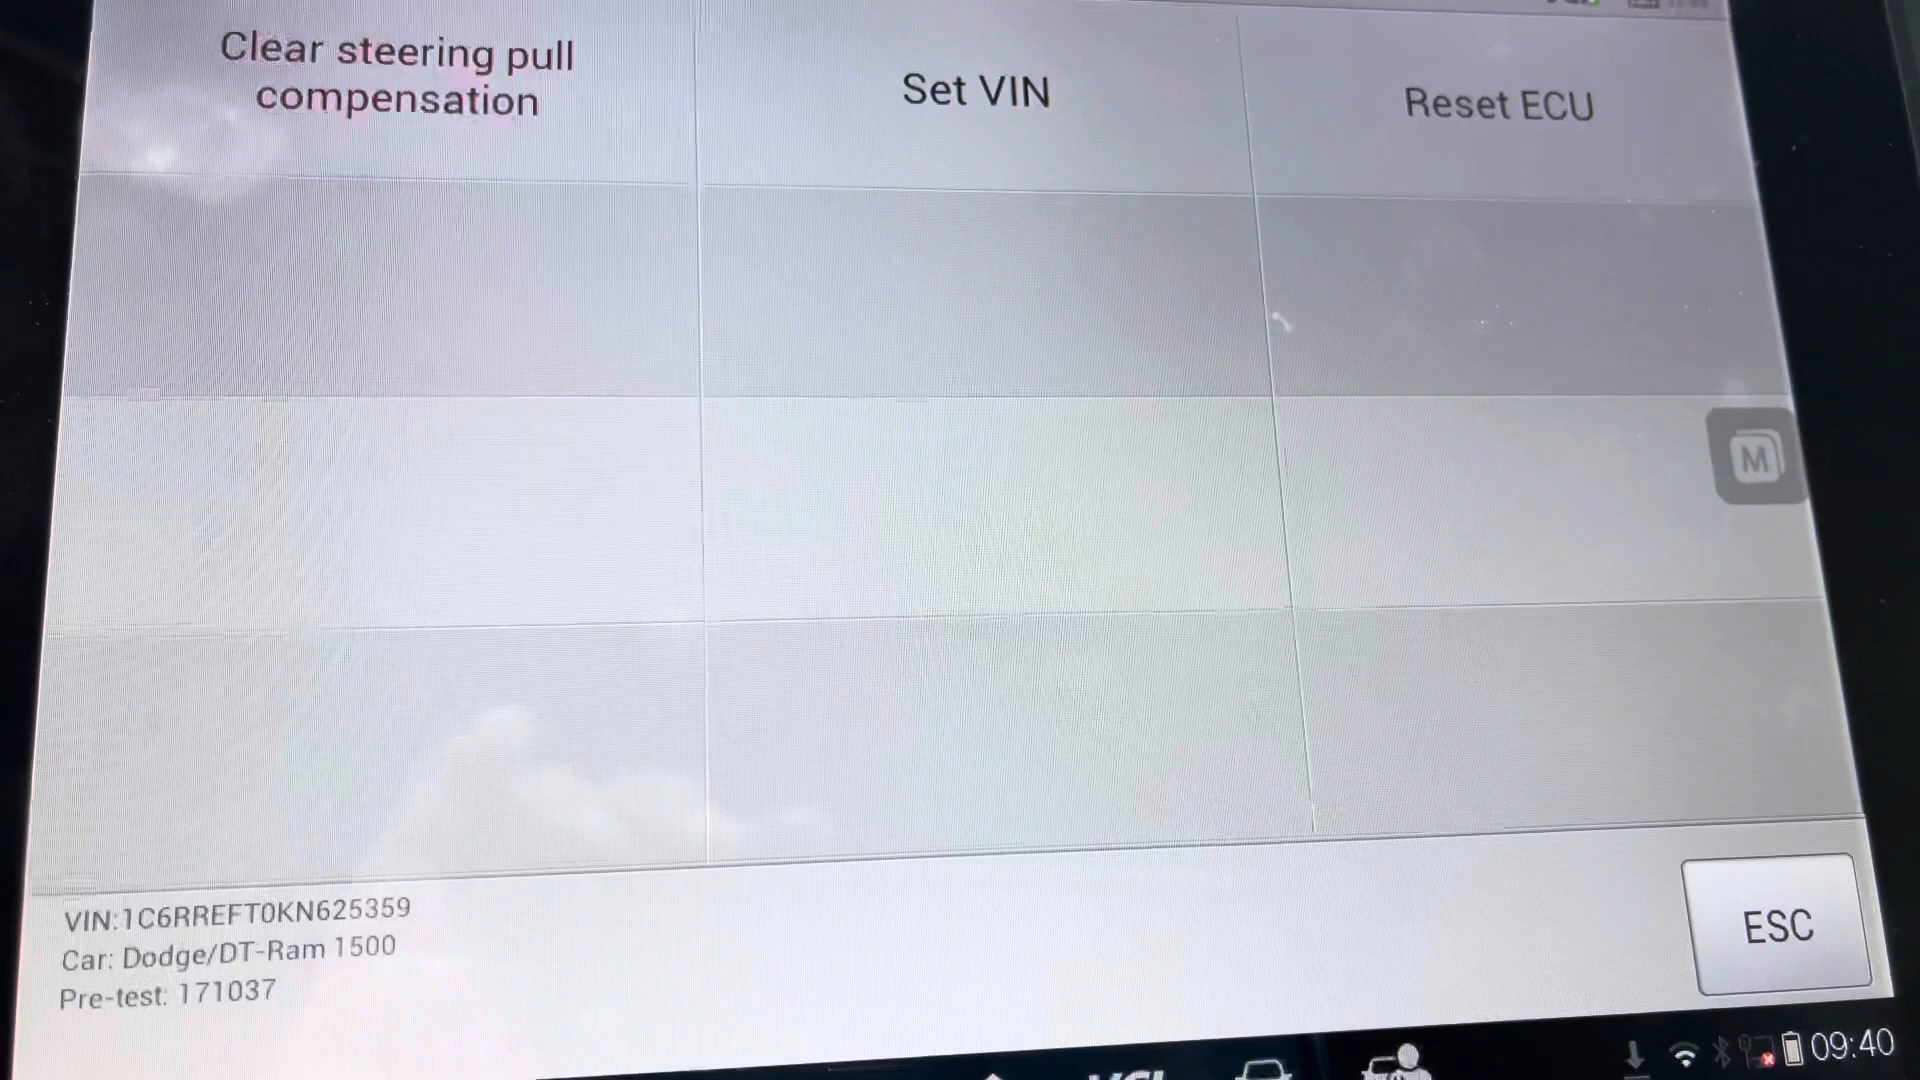 Clear steering pull
compensation
Set VIN
Reset ECU
M
VIN:1C6RREFT0KN625359
Car: Dodge/DT-Ram 1500
Pre-test: 171037
ESC
09:40